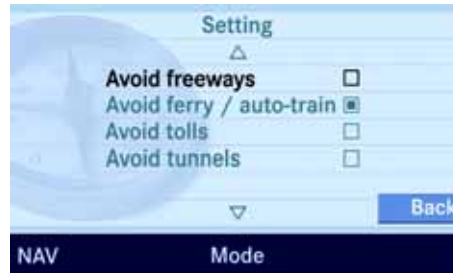 Setting
Avoid freeways
Avoid ferry / auto-train
Avoid tolls
Avoid tunnels
Back
NAV Mode